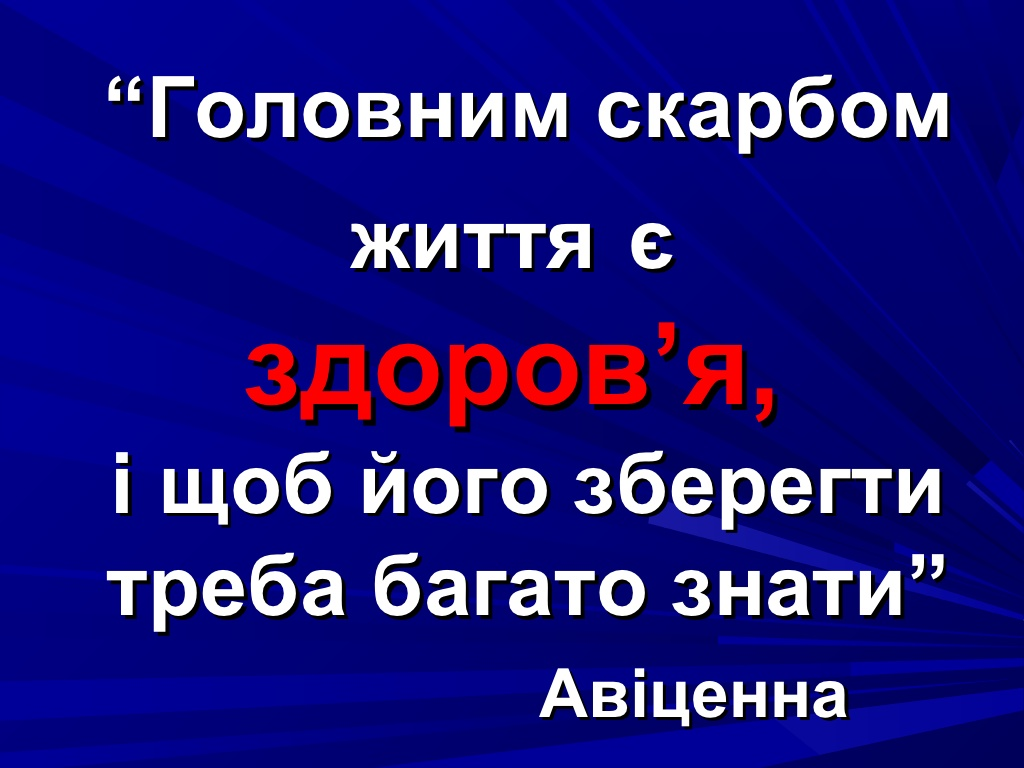 “Головним скарбом
життя є
здоров’я,
і щоб його зберегти
треба багато знати”
Авіценна